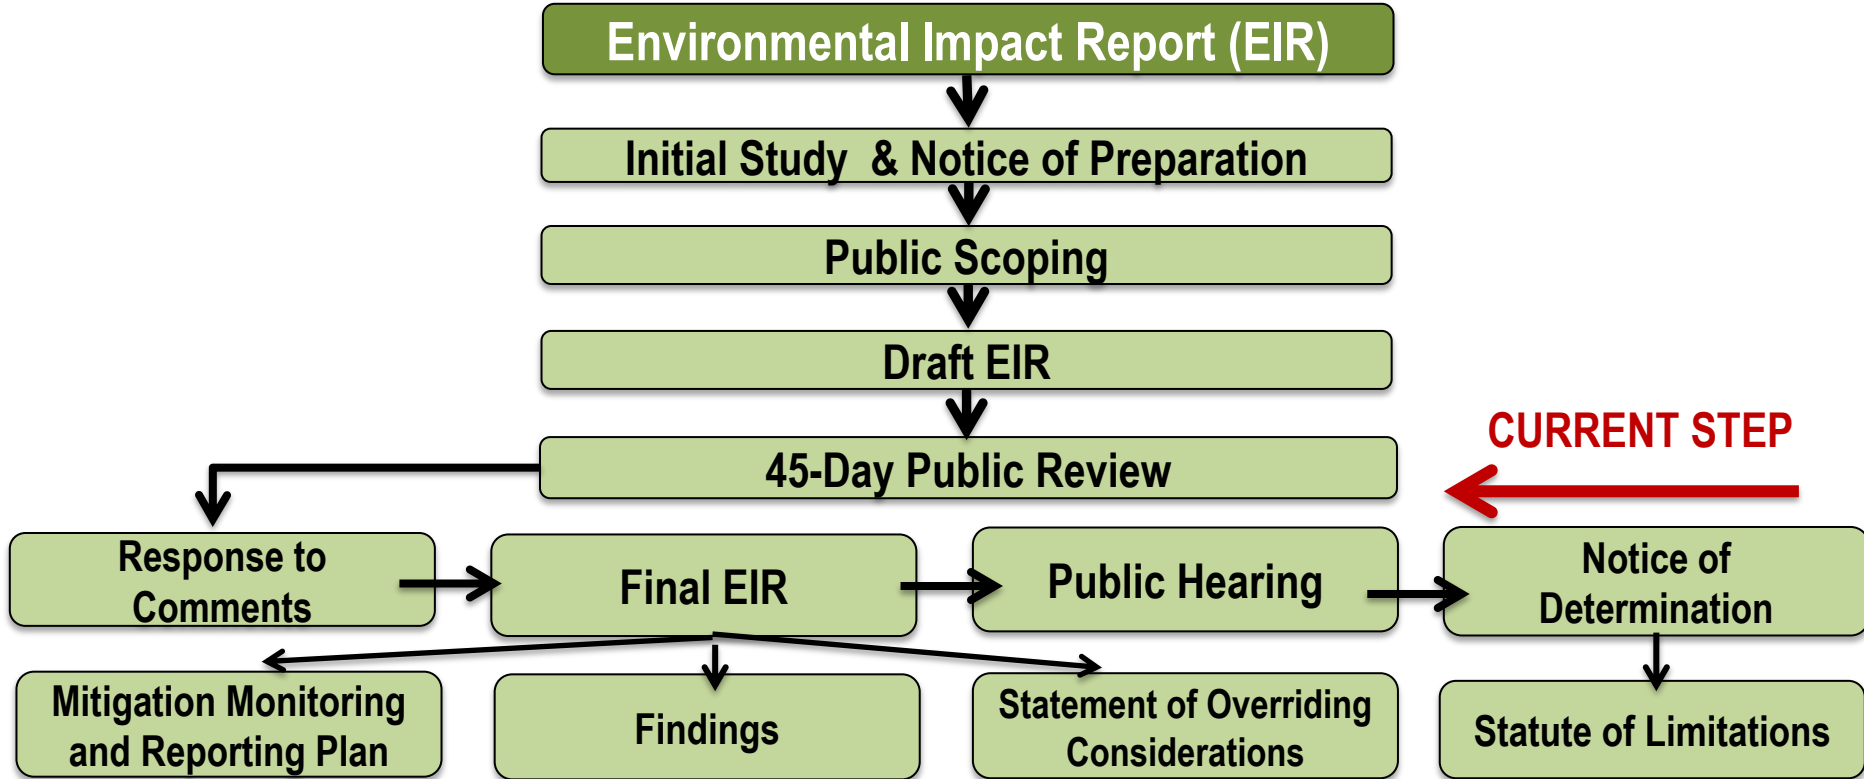 Environmental Impact Report (EIR)
Initial Study & Notice of Preparation
Public Scoping
Draft EIR
CURRENT STEP
45-Day Public Review
Response to
Comments
Final EIR
Public Hearing
Notice of
Determination
Mitigation Monitoring
and Reporting Plan
Findings
Statement of Overriding
Considerations
Statute of Limitations